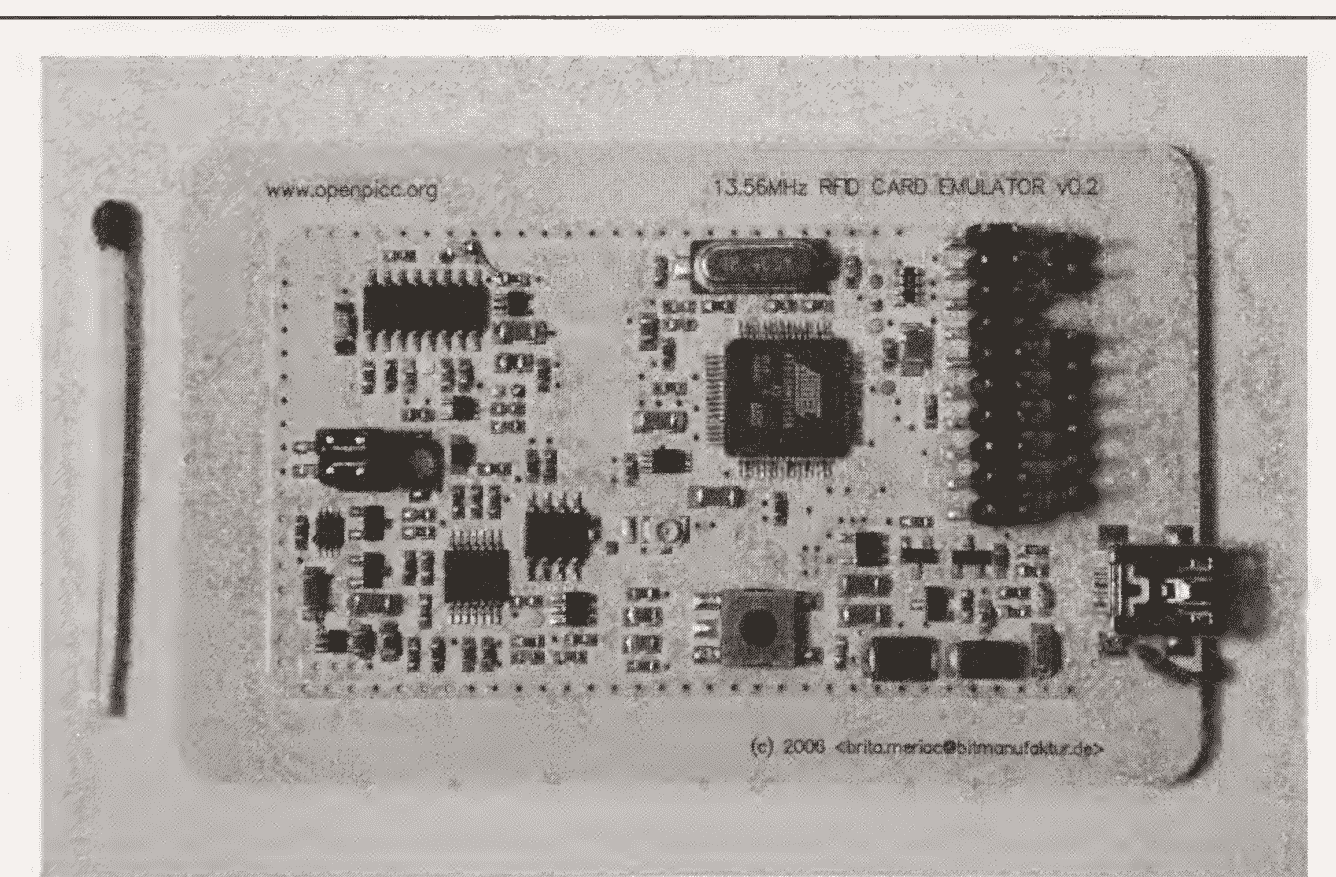 www.openpicc.org
13.56MHz RFID CARD EMULATOR v0.2
(c) 2006 <brita.meriac@bitmanufaktur.de>